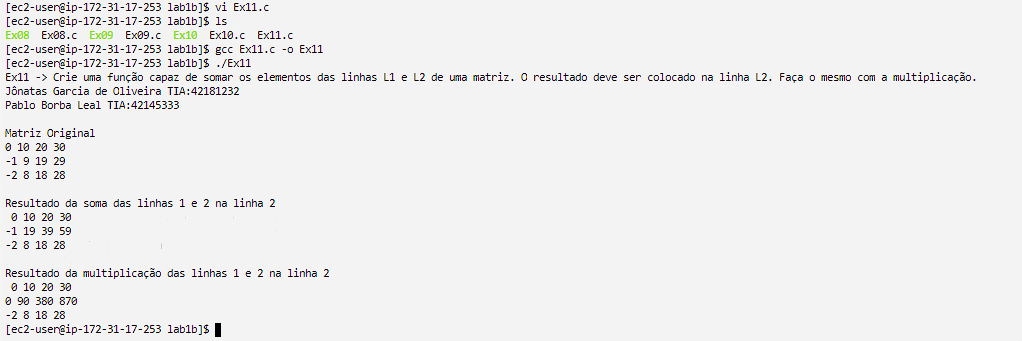 [ec2-user@ip-172-31-17-253 lab1b]$ vi Ex11.c
[ec2-user@ip-172-31-17-253 lab1b]$ ls
Ex08 Ex08.c Ex09 Ex09.c Ex10 Ex10.c Ex11.c
[ec2-user@ip-172-31-17-253 lab1b]$ gcc Ex11.c -o Ex11
[ec2-user@ip-172-31-17-253 lab1b]$ ./Ex11
Ex11 -> Crie uma função capaz de somar os elementos das linhas L1 e L2 de uma matriz. O resultado deve ser colocado na linha L2. Faça o mesmo com a multiplicação.
Jônatas Garcia de Oliveira TIA:42181232
Pablo Borba Leal TIA:42145333
Matriz Original
0 10 20 30
-1 9 19 29
-2 8 18 28
Resultado da soma das linhas 1 e 2 na linha 2
0 10 20 30
-1 19 39 59
-2 8 18 28
Resultado da multiplicação das linhas 1 e 2 na linha 2
0 10 20 30
0 90 380 870
-2 8 18 28
[ec2-user@ip-172-31-17-253 lab1b]$